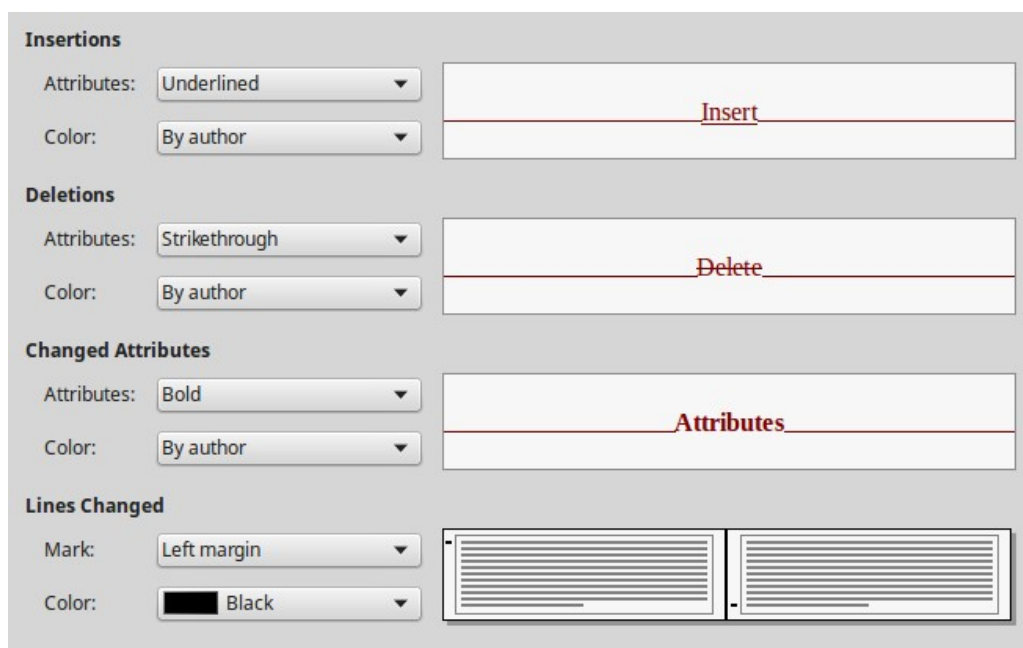 Insertions
Attributes: Underlined
Insert
Color: By author
Deletions
Attributes: Strikethrough
Delete
Color: By author
Changed Attributes
Attributes: Bold
Attributes
Color: By author
Lines Changed
Mark: Left margin
Color: Black